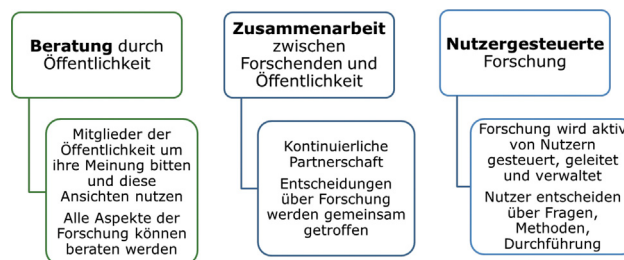 Beratung durch
Öffentlichkeit
Mitglieder der
Öffentlichkeit um
ihre Meinung bitten
und diese
Ansichten nutzen
Alle Aspekte der
Forschung können
beraten werden
Zusammenarbeit
zwischen
Forschenden und
Öffentlichkeit
Kontinuierliche
Partnerschaft
Entscheidungen
über Forschung
werden gemeinsam
getroffen
Nutzergesteuerte
Forschung
Forschung wird aktiv
von Nutzern
gesteuert, geleitet
und verwaltet
Nutzer entscheiden
über Fragen,
Methoden,
Durchführung